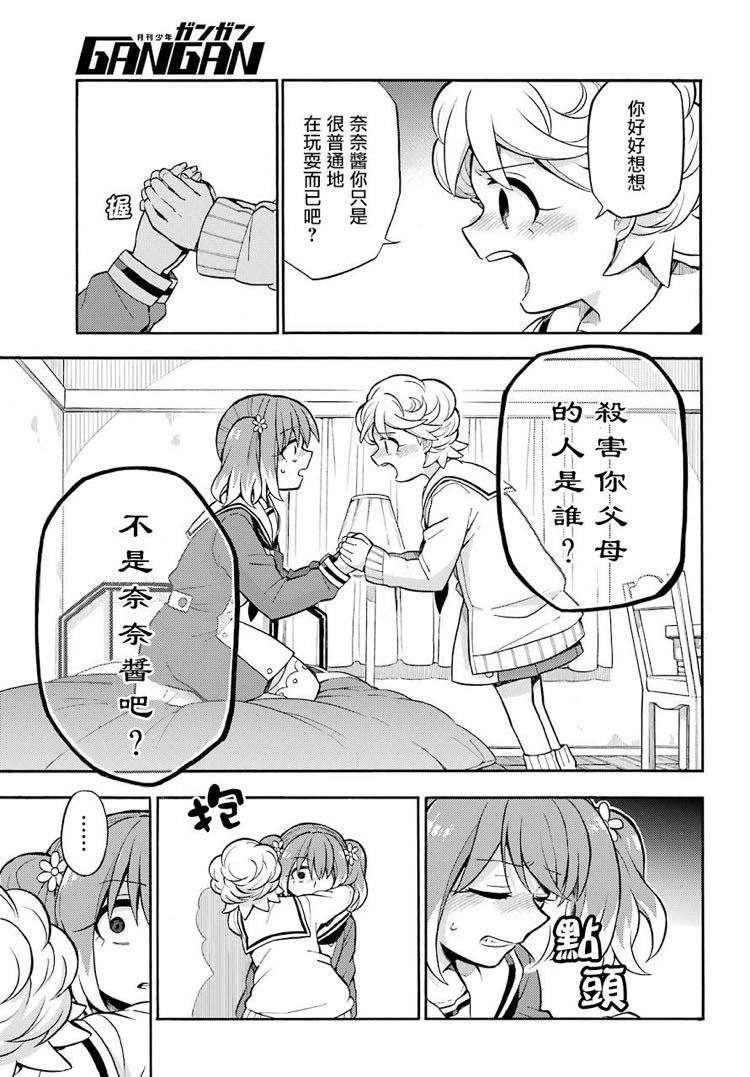 月刊少年
ガンガン
GANGAN
你好好想想
奈奈醬你只是
很普通地
在玩耍而已吧？
握
殺害你父母
的人是誰？
不是奈奈醬吧？
點頭
抱
……